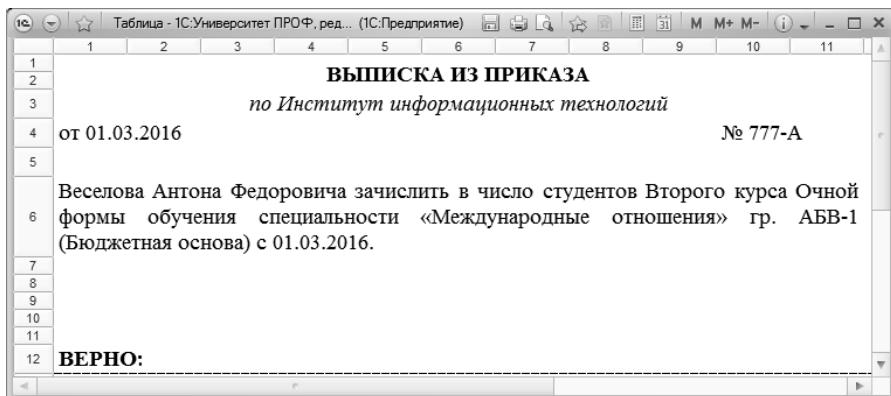 1С Таблица - 1С:Университет ПРОФ, ред... (1С:Предприятие) 31 M M+ M-
1 2 3 4 5 6 7 8 9 10 11
1
2 ВЫПИСКА ИЗ ПРИКАЗА
3 по Институт информационных технологий
4 от 01.03.2016 № 777-А
5
Веселова Антона Федоровича зачислить в число студентов Второго курса Очной
6 формы обучения специальности «Международные отношения» гр. АБВ-1
(Бюджетная основа) с 01.03.2016.
7
8
9
10
11
12 ВЕРНО: